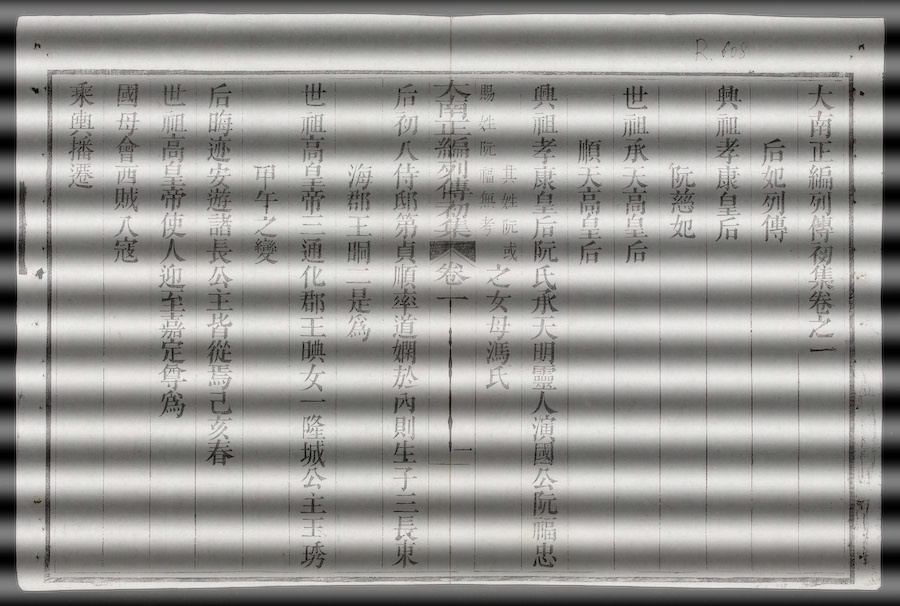 大南正編列傳初集卷之一
后妃列傳
興祖孝康皇后
阮慈妃
世祖承天高皇后
順天高皇后
興祖孝康皇后阮氏承天明靈人演國公阮福忠
其姓阮或
賜姓阮福無考
之女母馮氏
大南正編列傳初集 卷一 一
后初入侍邸第貞順率道嫻於內則生子三長東
海郡王晍二是為
世祖高皇帝三通化郡王㬌女一隆城公主玉琇
甲午之變
后晦迹安遊諸長公主皆從焉己亥春
世祖高皇帝使人迎至嘉定尊為
國母會西賊入寇
乘輿播遷
R. 608